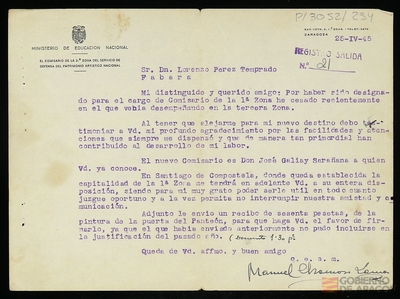 P/3052/254
MINISTERIO DE EDUCACION NACIONAL
EL COMISARIO DE LA 3.ª ZONA DEL SERVICIO DE
DEFENSA DEL PATRIMONIO ARTISTICO NACIONAL
ZARAGOZA
26-IV-45
REGISTRO SALIDA
N.º 21
Sr. Dn. Lorenzo Perez Temprado
Fabara
Mi distinguido y querido amigo: Por haber sido designa-
do para el cargo de Comisario de la 1ª Zona he cesado recientemente
en el que venia desempeñando en la tercera Zona.
Al tener que alejarme para mi nuevo destino debo
timoniar a Vd. mi profundo agradecimiento por las facilidades y aten-
ciones que siempre me dispensó y que de manera tan primordial han
contribuido al desarrollo de mi labor.
El nuevo Comisario es Don José Galiay Sarañana a quien
Vd. ya conoce.
En Santiago de Compostela, donde queda establecida la
capitalidad de la 1ª Zona me tendrá en adelante Vd. a su entera dis-
posición, siendo para mi muy grato poder serle util en todo cuanto
juzgue oportuno y a la vez permita no interrumpir nuestra amistad y co-
municación.
Adjunto le envio un recibo de sesenta pesetas, de la
pintura de la puerta del Panteón, para que haga Vd. el favor de fir-
marlo, ya que el que había enviado anteriormente no pudo incluirse en
la justificación del pasado año.
Queda de Vd. affmo. y buen amigo
q. e. s. m.
Manuel Chamoso Lamas
GOBIERNO
DE ARAGON